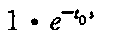 1 · e^{-t_0 s}